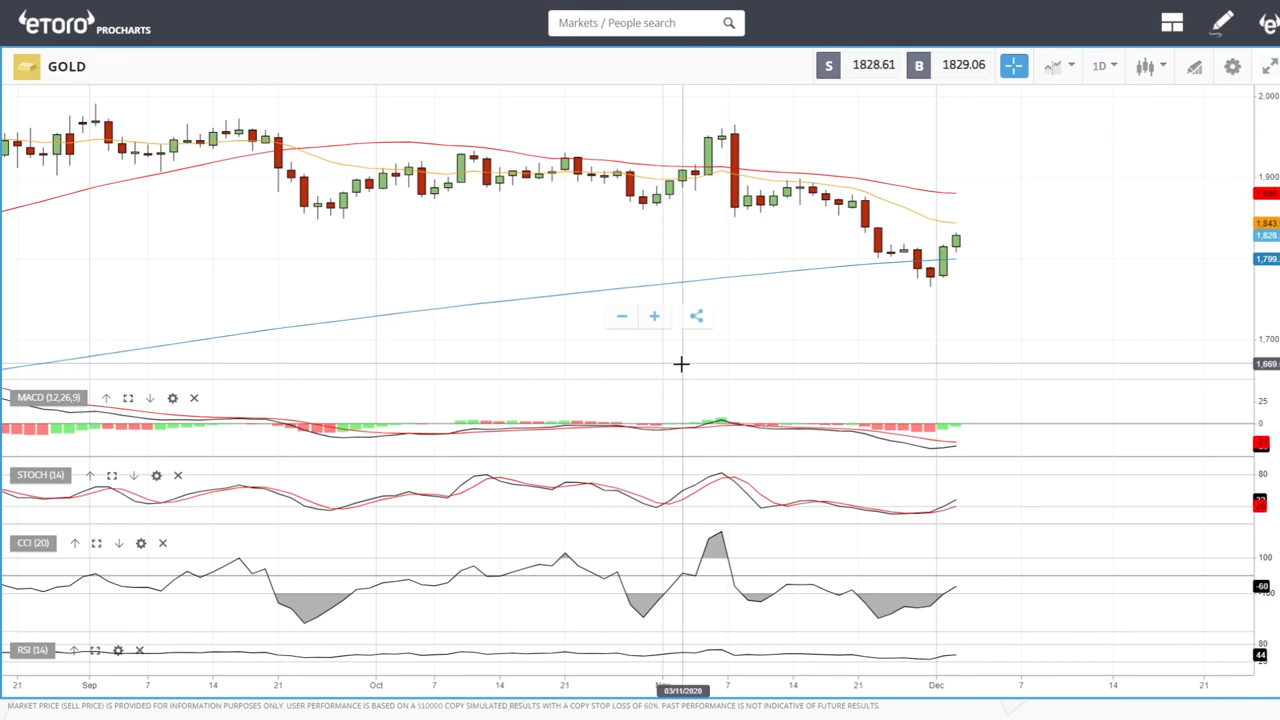 eToro PROCHARTS
Markets / People search
GOLD
S 1828.61 B 1829.06
1D
2,000
1,900
1,843.
1,828.
1,799.
1,700
1,669.
MACD (12,26,9)
25
0
STOCH (14)
80
CCI (20)
100
-60
RSI (14)
80
44
20
21 Sep 7 14 21 Oct 7 14 21 7 14 21 Dec 7 14 21
03/11/2020
MARKET PRICE (SELL PRICE) IS PROVIDED FOR INFORMATION PURPOSES ONLY. USER PERFORMANCE IS BASED ON A $10000 COPY SIMULATED RESULTS WITH A COPY STOP LOSS OF 60%. PAST PERFORMANCE IS NOT INDICATIVE OF FUTURE RESULTS.